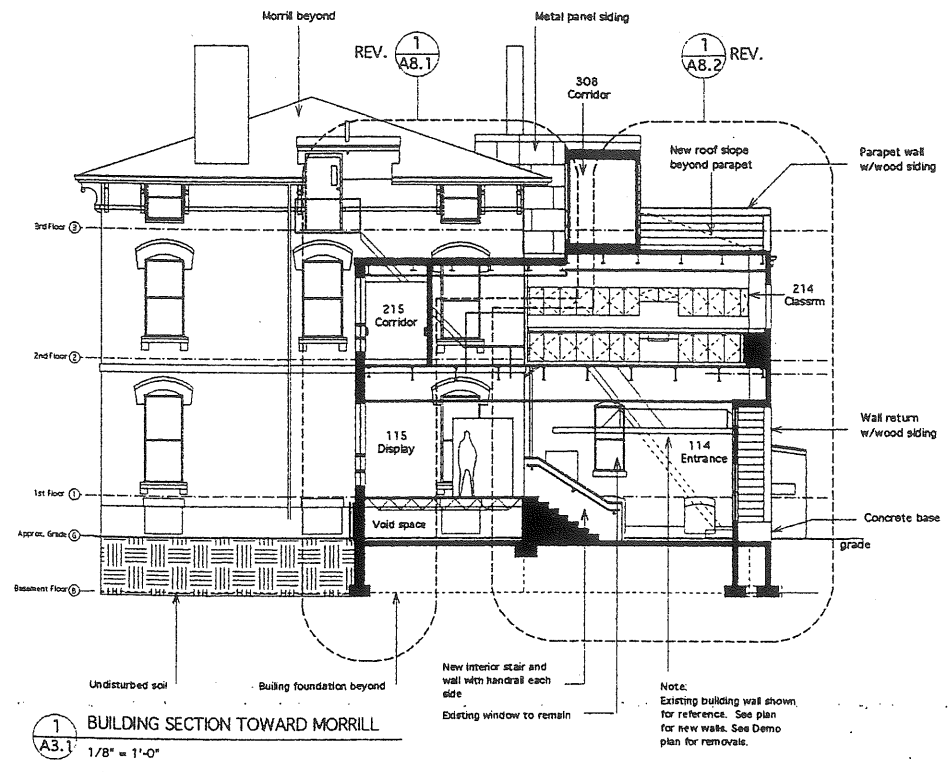 Morrill beyond
Metal panel siding
REV.
1
A8.1
1
A8.2
REV.
308
Corridor
New roof slope
beyond parapet
Parapet wall
w/wood siding
3rd Floor 3
214
Classrm
215
Corridor
2nd Floor 2
115
Display
114
Entrance
Wall return
w/wood siding
1st Floor 1
Void space
Concrete base
Approx. Grade G
grade
Basement Floor B
Undisturbed soil
Builing foundation beyond
New interior stair and
wall with handrail each
side
Existing window to remain
Note:
Existing building wall shown
for reference. See plan
for new walls. See Demo
plan for removals.
1
A3.1
BUILDING SECTION TOWARD MORRILL
1/8" = 1'-0"